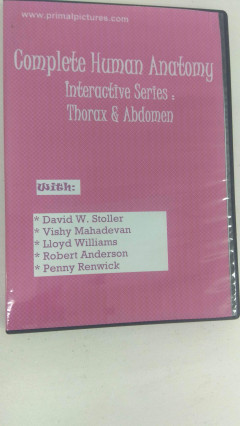 www.primalpictures.com
Complete Human Anatomy
Interactive Series :
Thorax & Abdomen
With:
* David W. Stoller
* Vishy Mahadevan
* Lloyd Williams
* Robert Anderson
* Penny Renwick